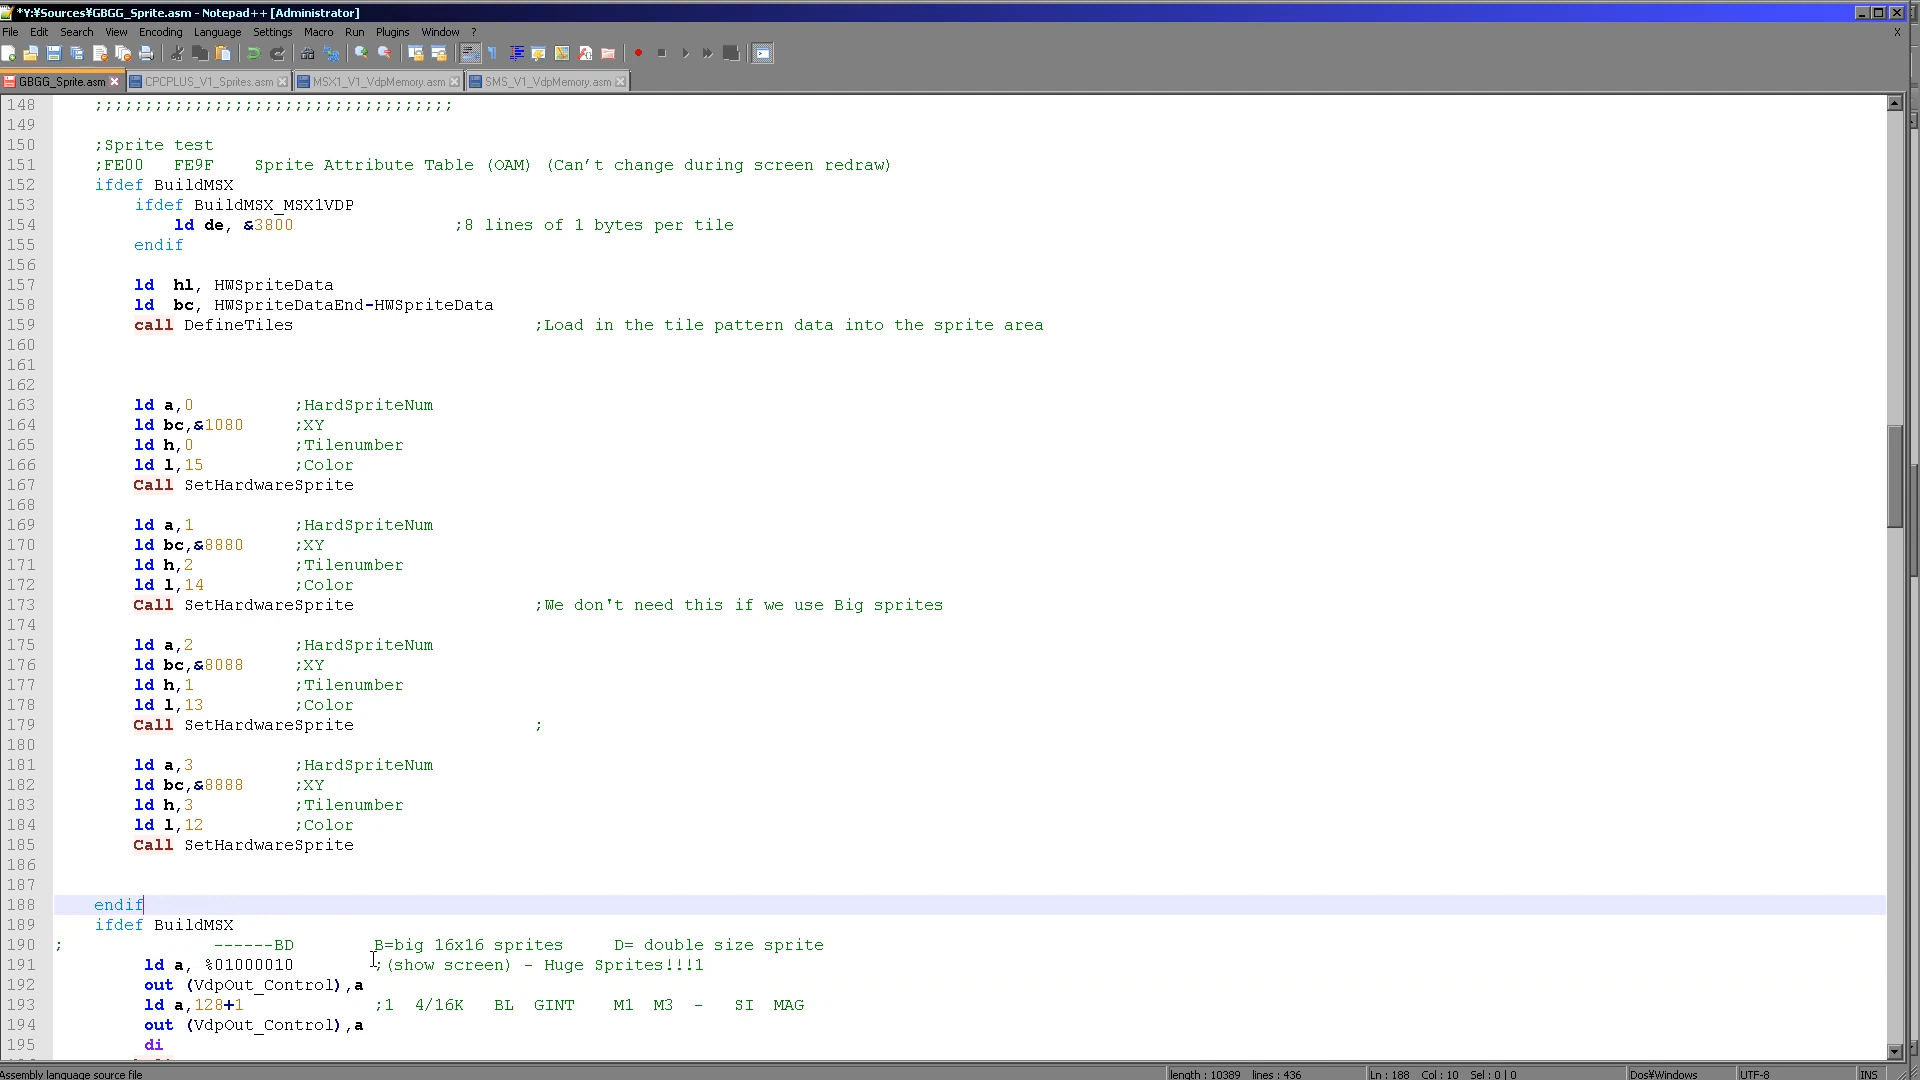 *Y:¥Sources¥GBGG_Sprite.asm - Notepad++ [Administrator]
File Edit Search View Encoding Language Settings Macro Run Plugins Window ? X
GBGG_Sprite.asm CPCPLUS_V1_Sprites.asm MSX1_V1_VdpMemory.asm SMS_V1_VdpMemory.asm
148 ;;;;;;;;;;;;;;;;;;;;;;;;;;;;;;;;;;;;
149
150 ;Sprite test
151 ;FE00 FE9F Sprite Attribute Table (OAM) (Can’t change during screen redraw)
152 ifdef BuildMSX
153 ifdef BuildMSX_MSX1VDP
154 ld de, &3800 ;8 lines of 1 bytes per tile
155 endif
156
157 ld hl, HWSpriteData
158 ld bc, HWSpriteDataEnd-HWSpriteData
159 call DefineTiles ;Load in the tile pattern data into the sprite area
160
161
162
163 ld a,0 ;HardSpriteNum
164 ld bc,&1080 ;XY
165 ld h,0 ;Tilenumber
166 ld l,15 ;Color
167 Call SetHardwareSprite
168
169 ld a,1 ;HardSpriteNum
170 ld bc,&8880 ;XY
171 ld h,2 ;Tilenumber
172 ld l,14 ;Color
173 Call SetHardwareSprite ;We don't need this if we use Big sprites
174
175 ld a,2 ;HardSpriteNum
176 ld bc,&8088 ;XY
177 ld h,1 ;Tilenumber
178 ld l,13 ;Color
179 Call SetHardwareSprite ;
180
181 ld a,3 ;HardSpriteNum
182 ld bc,&8888 ;XY
183 ld h,3 ;Tilenumber
184 ld l,12 ;Color
185 Call SetHardwareSprite
186
187
188 endif
189 ifdef BuildMSX
190 ; ------BD B=big 16x16 sprites D= double size sprite
191 ld a, %01000010 ;(show screen) - Huge Sprites!!!1
192 out (VdpOut_Control),a
193 ld a,128+1 ;1 4/16K BL GINT M1 M3 - SI MAG
194 out (VdpOut_Control),a
195 di
Assembly language source file length : 10389 lines : 436 Ln : 188 Col : 10 Sel : 0 | 0 Dos¥Windows UTF-8 INS